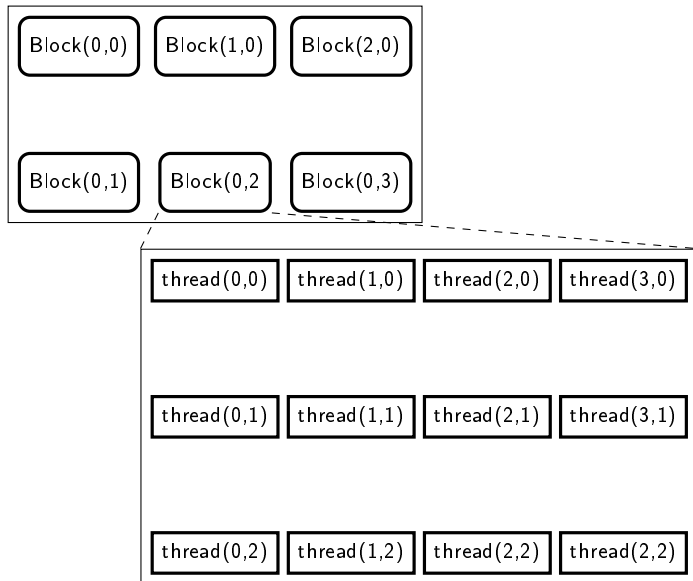 Block(0,0) Block(1,0) Block(2,0)
Block(0,1) Block(0,2 Block(0,3)
thread(0,0) thread(1,0) thread(2,0) thread(3,0)
thread(0,1) thread(1,1) thread(2,1) thread(3,1)
thread(0,2) thread(1,2) thread(2,2) thread(2,2)